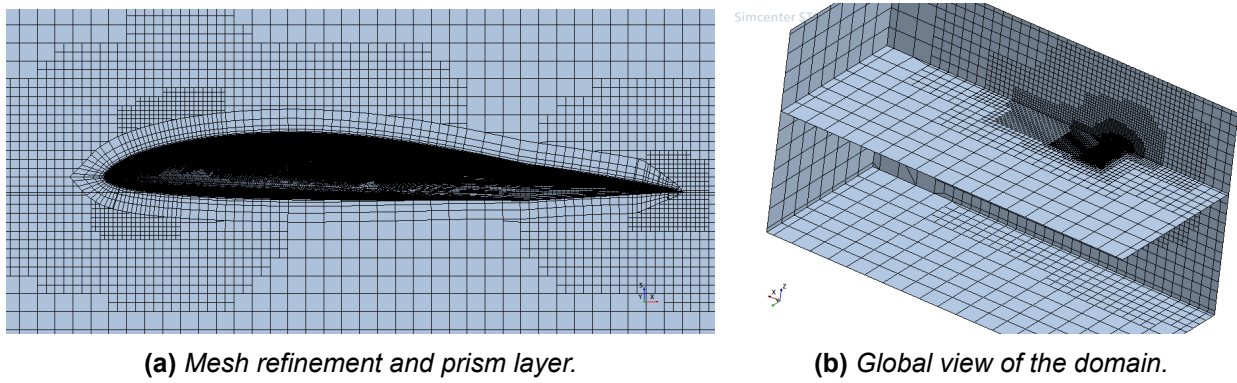 Simcenter ST
Y X
X Z
(a) Mesh refinement and prism layer.
(b) Global view of the domain.